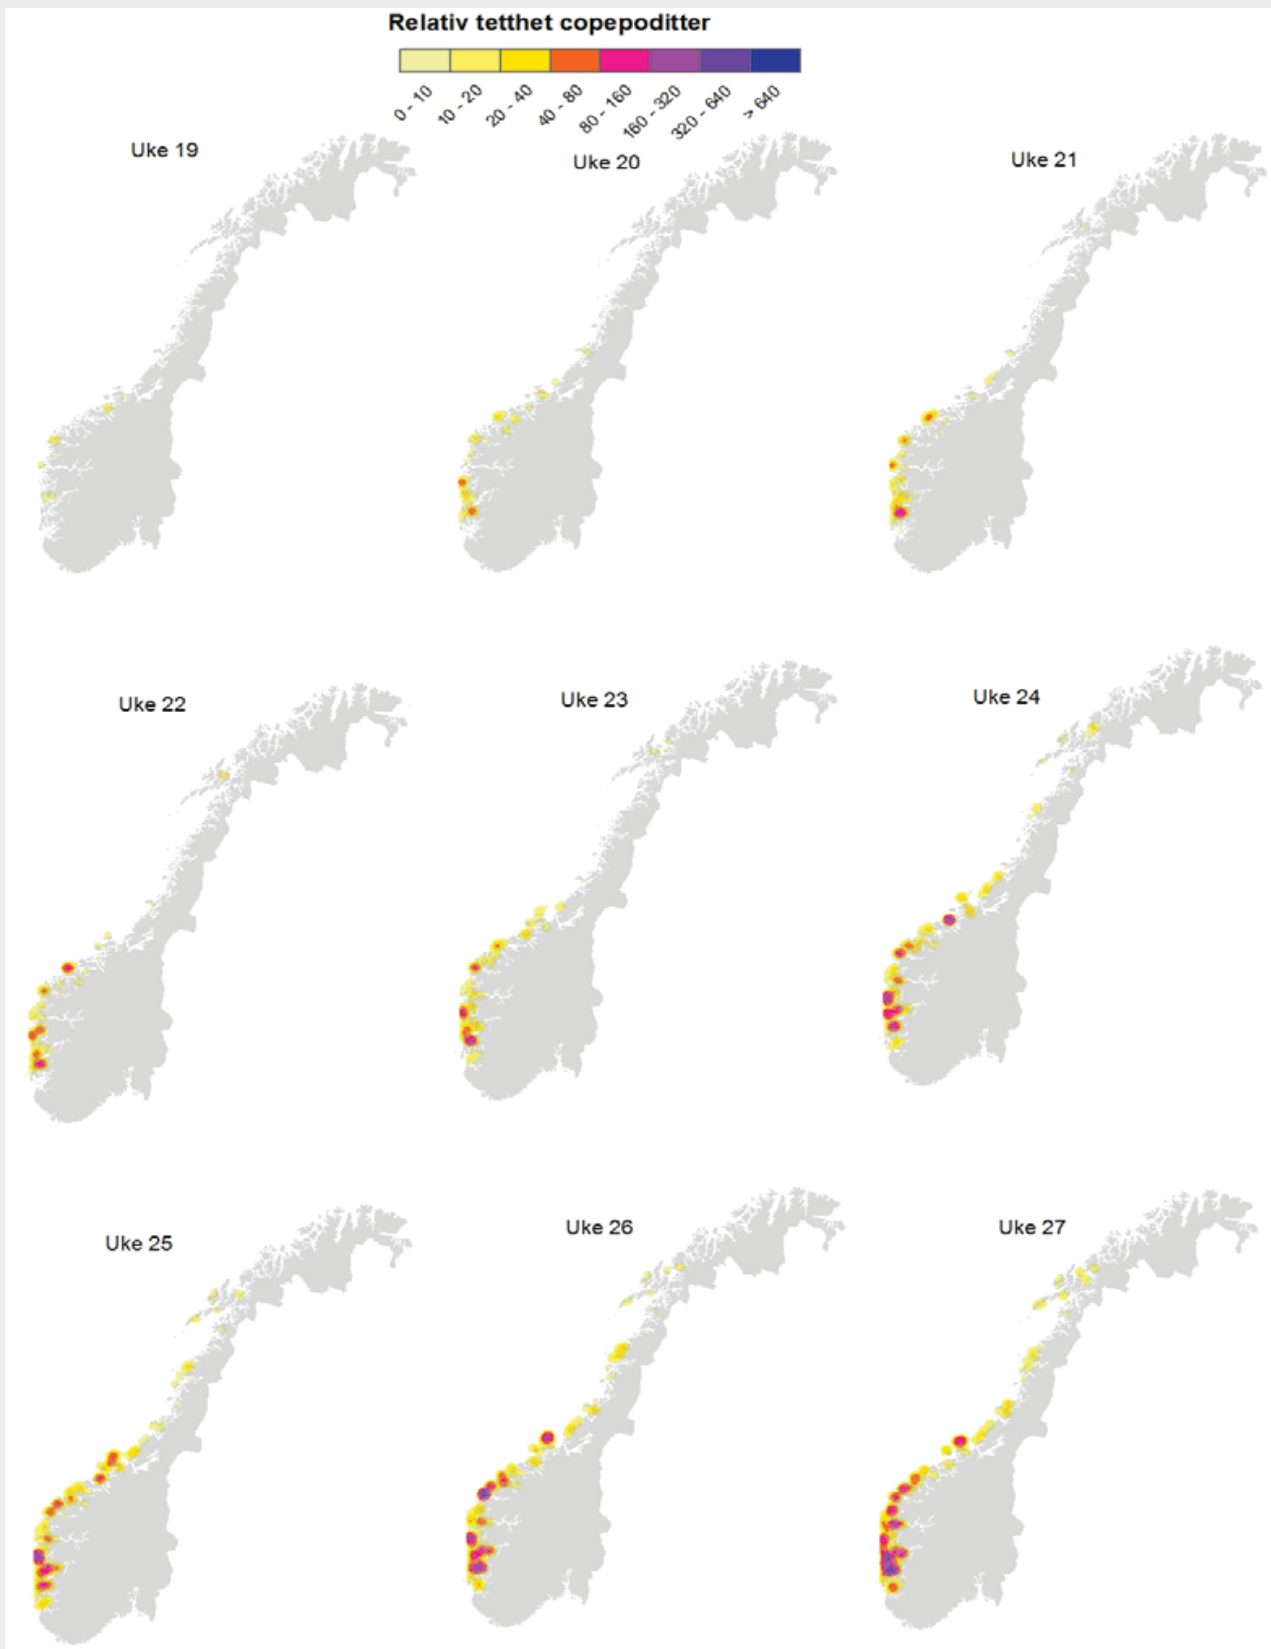 Relativ tetthet copepoditter
0 - 10
10 - 20
20 - 40
40 - 80
80 - 160
160 - 320
320 - 640
> 640
Uke 19
Uke 20
Uke 21
Uke 22
Uke 23
Uke 24
Uke 25
Uke 26
Uke 27